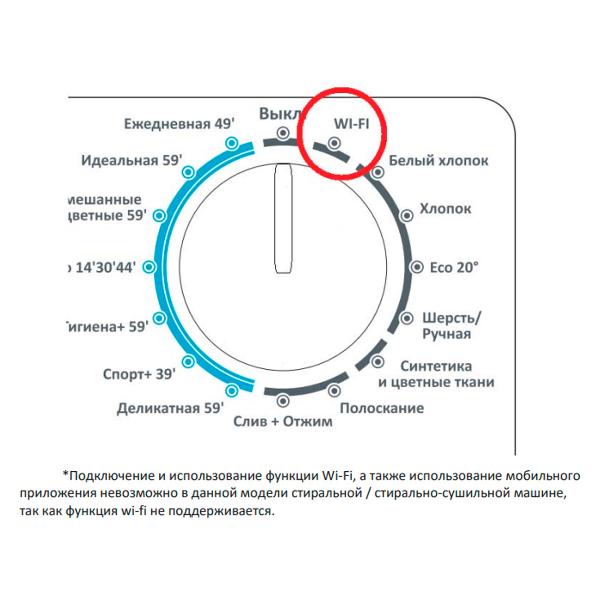 Выкл
WI-FI
Ежедневная 49'
Белый хлопок
Идеальная 59'
Хлопок
цветные 59'
14'30'44'
Eco 20°
59'
Шерсть/
Ручная
Спорт+ 39'
Синтетика
и цветные ткани
Деликатная 59'
Полоскание
Слив + Отжим
*Подключение и использование функции Wi-Fi, а также использование мобильного
приложения невозможно в данной модели стиральной / стирально-сушильной машине,
так как функция wi-fi не поддерживается.